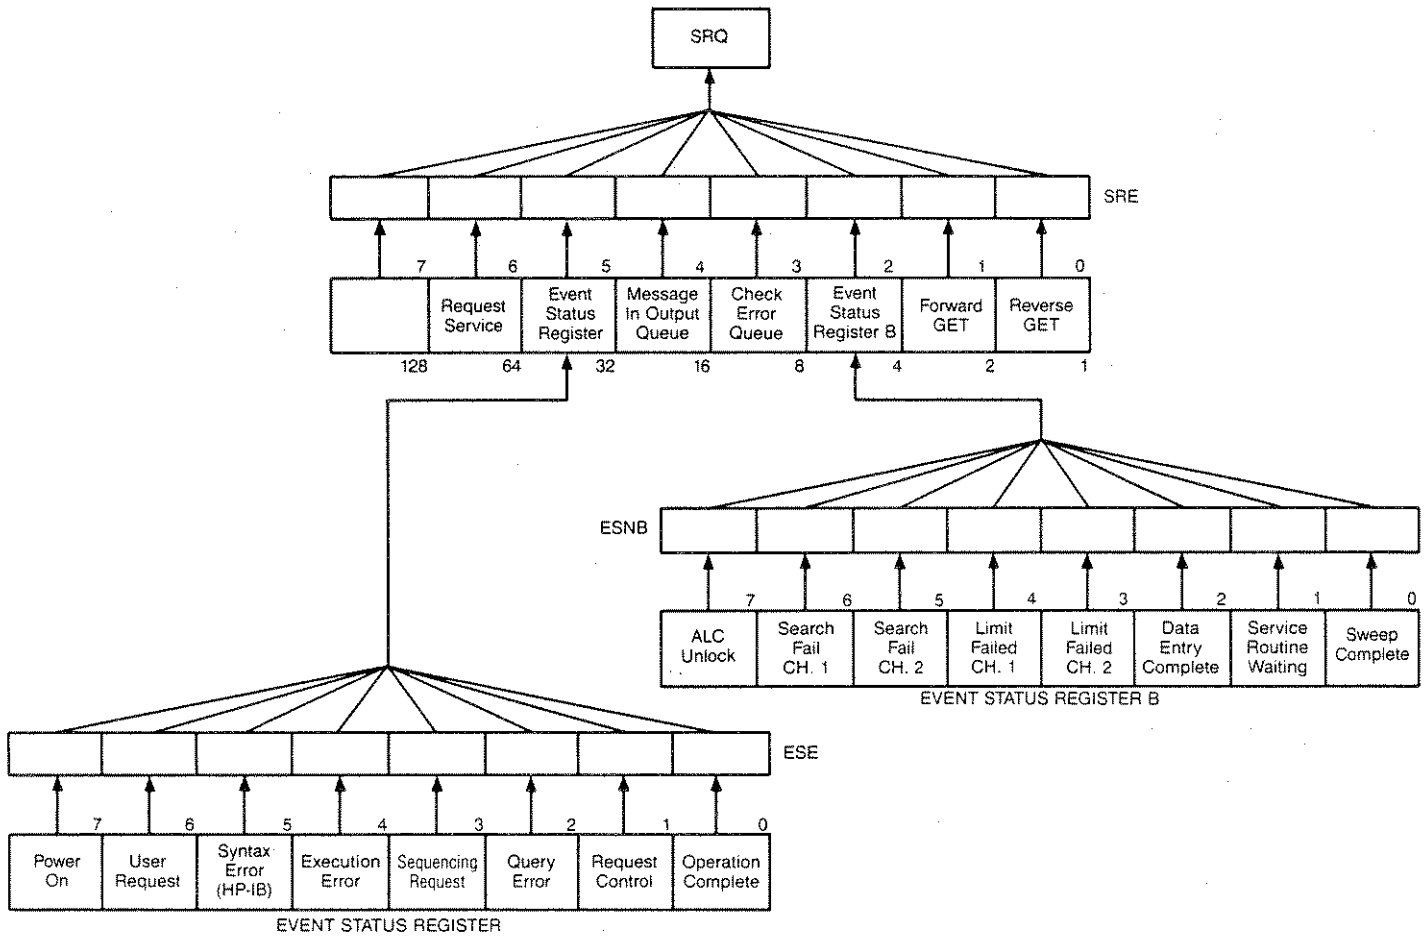 SRQ
SRE
7 6 5 4 3 2 1 0
Request
Service
Event
Status
Register
Message
In Output
Queue
Check
Error
Queue
Event
Status
Register B
Forward
GET
Reverse
GET
128 64 32 16 8 4 2 1
ESNB
7 6 5 4 3 2 1 0
ALC
Unlock
Search
Fail
CH. 1
Search
Fail
CH. 2
Limit
Failed
CH. 1
Limit
Failed
CH. 2
Data
Entry
Complete
Service
Routine
Waiting
Sweep
Complete
EVENT STATUS REGISTER B
ESE
7 6 5 4 3 2 1 0
Power
On
User
Request
Syntax
Error
(HP-IB)
Execution
Error
Sequencing
Request
Query
Error
Request
Control
Operation
Complete
EVENT STATUS REGISTER